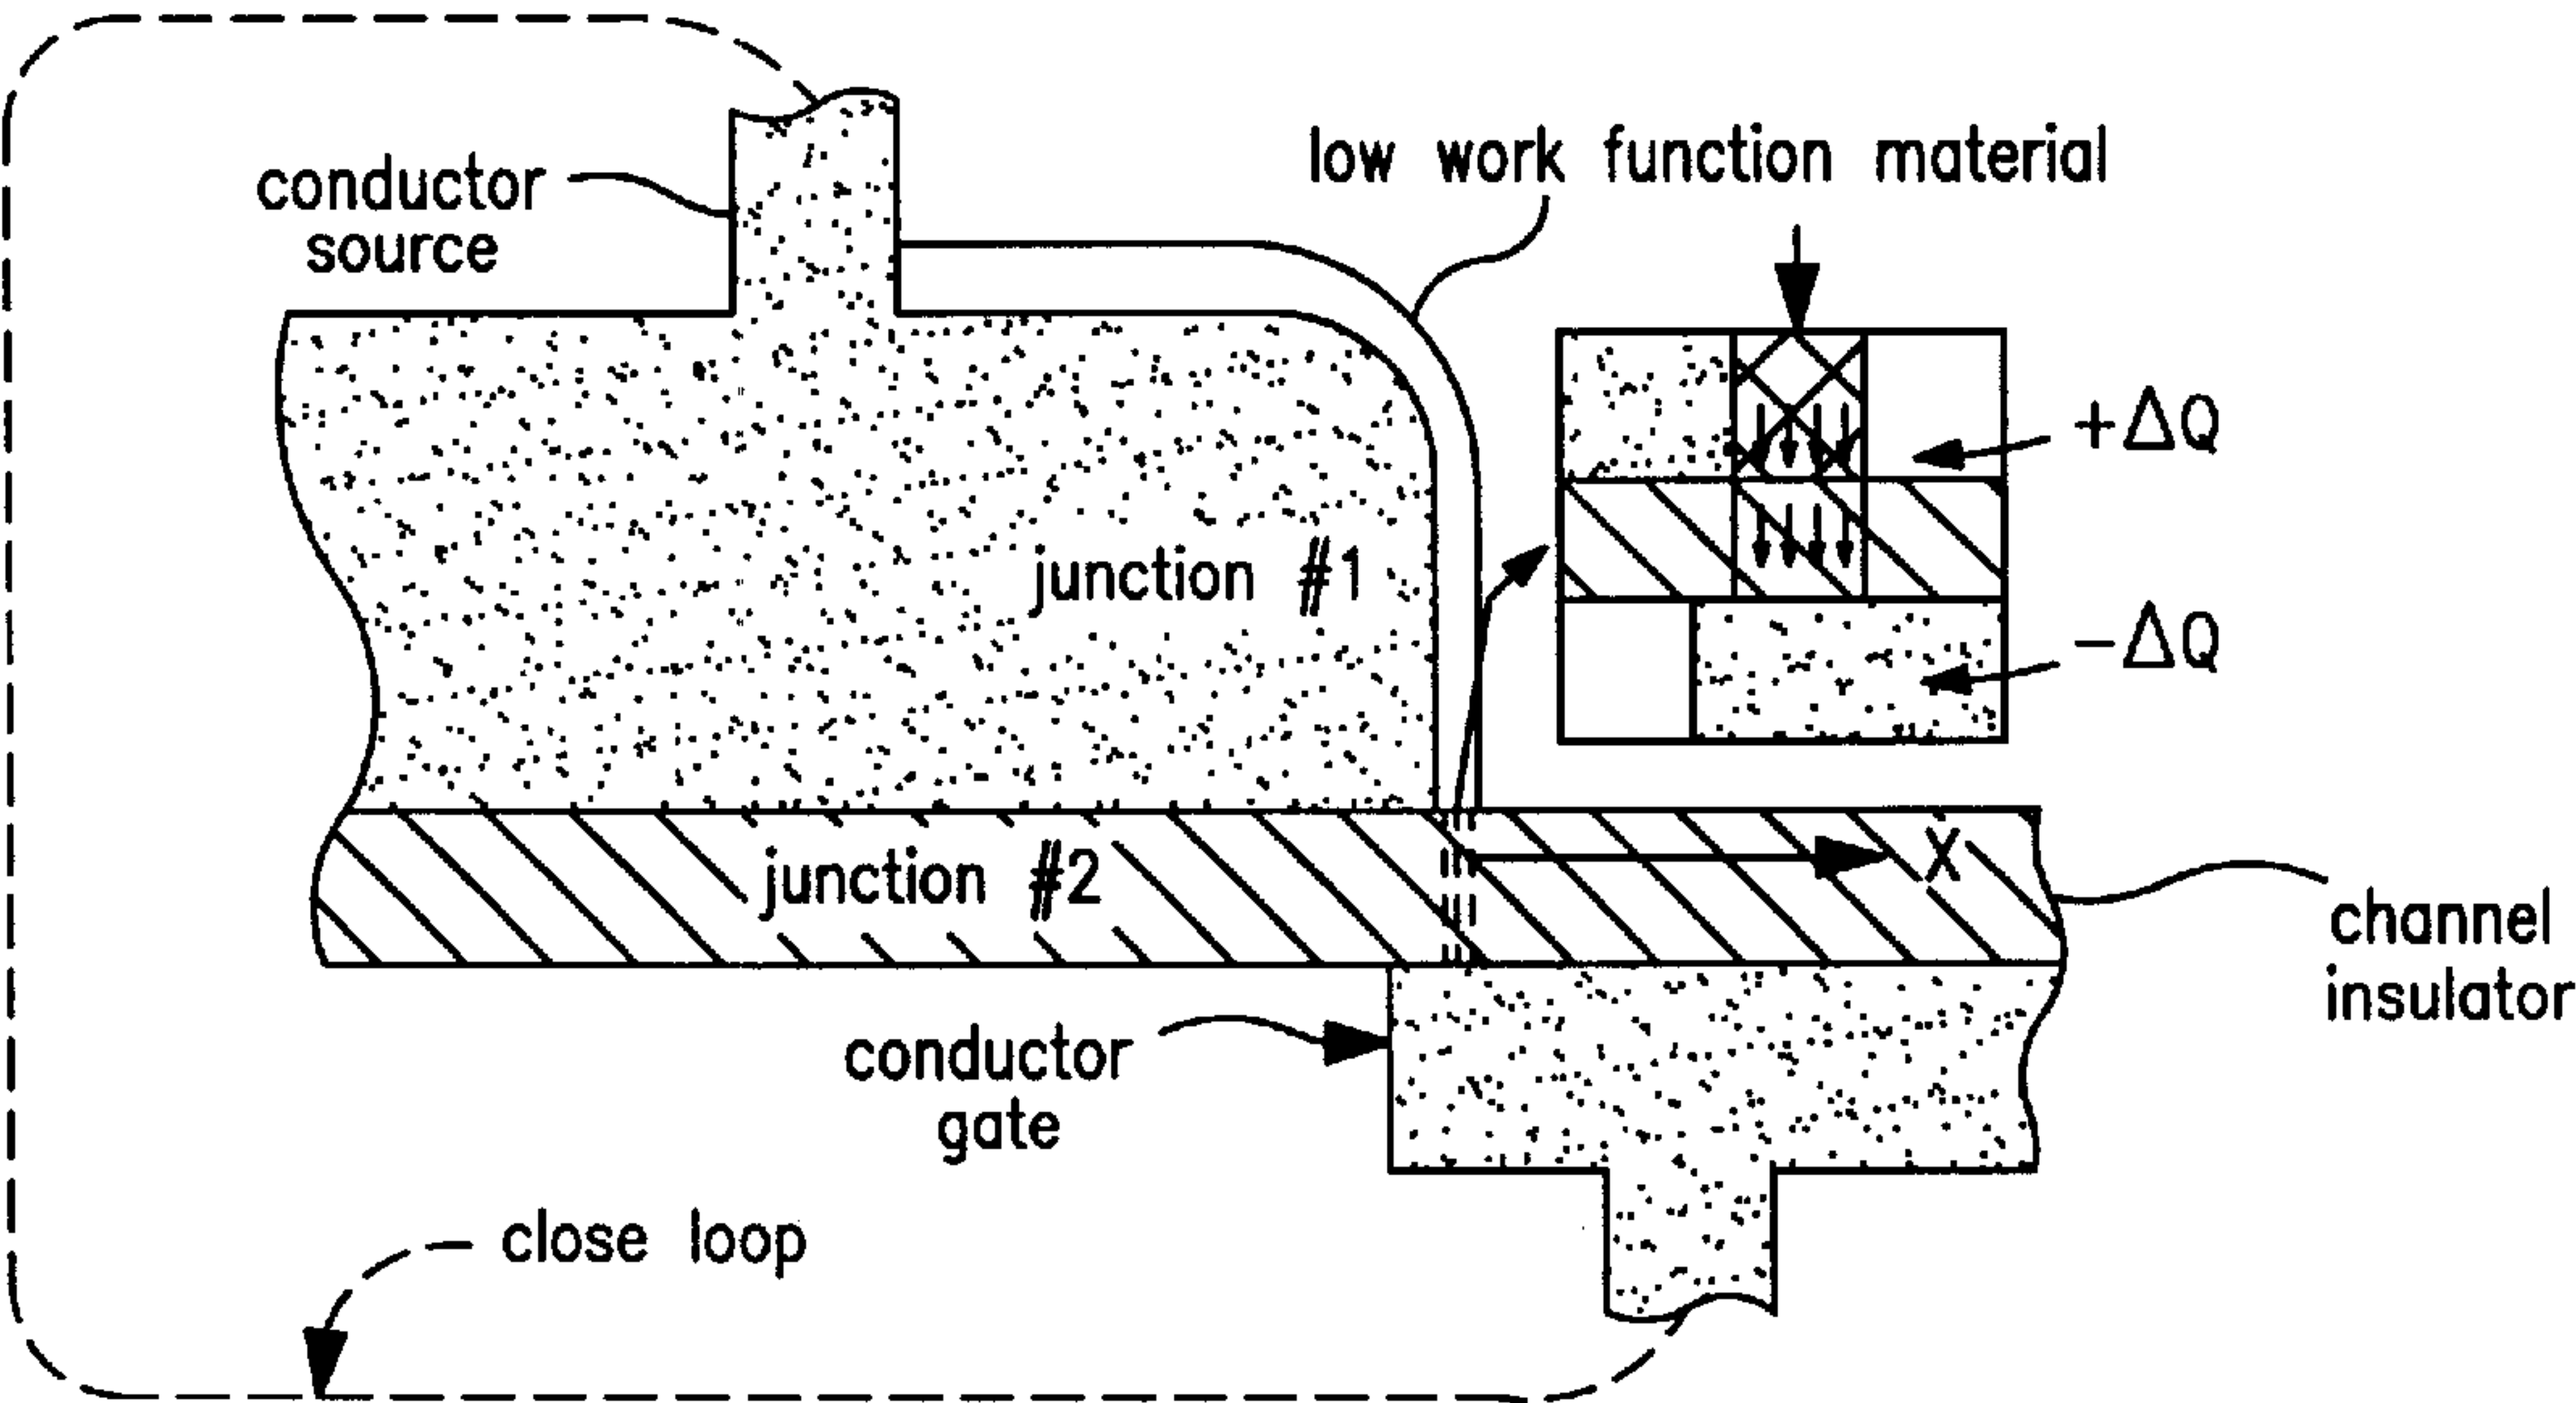 low work function material
conductor
source
+ΔQ
junction #1
-ΔQ
junction #2
X
channel
insulator
conductor
gate
close loop